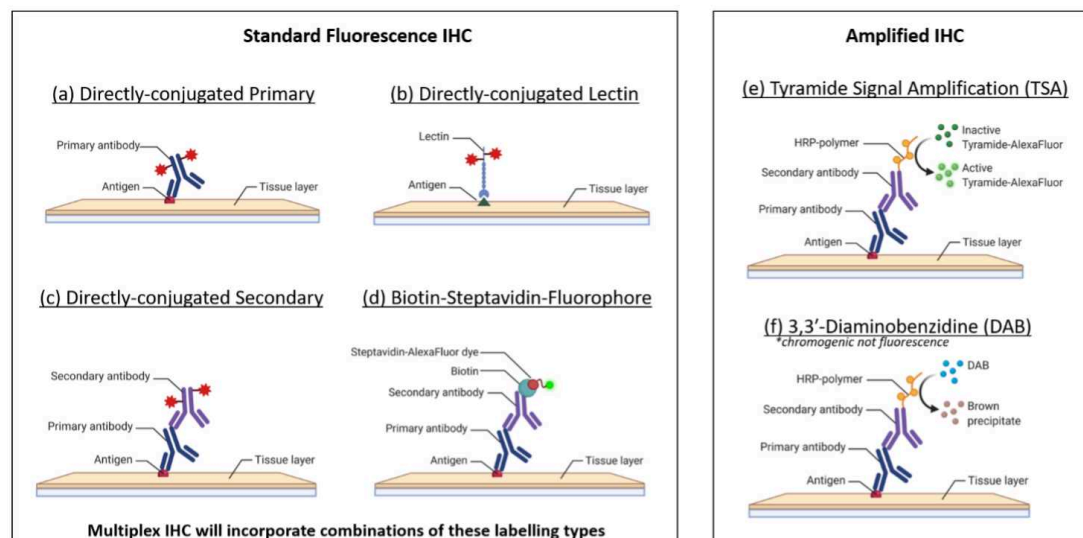 Standard Fluorescence IHC
(a) Directly-conjugated Primary
Primary antibody
Antigen
Tissue layer
(b) Directly-conjugated Lectin
Lectin
Antigen
Tissue layer
(c) Directly-conjugated Secondary
Secondary antibody
Primary antibody
Antigen
Tissue layer
(d) Biotin-Steptavidin-Fluorophore
Steptavidin-AlexaFluor dye
Biotin
Secondary antibody
Primary antibody
Antigen
Tissue layer
Multiplex IHC will incorporate combinations of these labelling types
Amplified IHC
(e) Tyramide Signal Amplification (TSA)
HRP-polymer
Inactive
Tyramide-AlexaFluor
Active
Tyramide-AlexaFluor
Secondary antibody
Primary antibody
Antigen
Tissue layer
(f) 3,3′-Diaminobenzidine (DAB)
*chromogenic not fluorescence
HRP-polymer
DAB
Brown
precipitate
Secondary antibody
Primary antibody
Antigen
Tissue layer